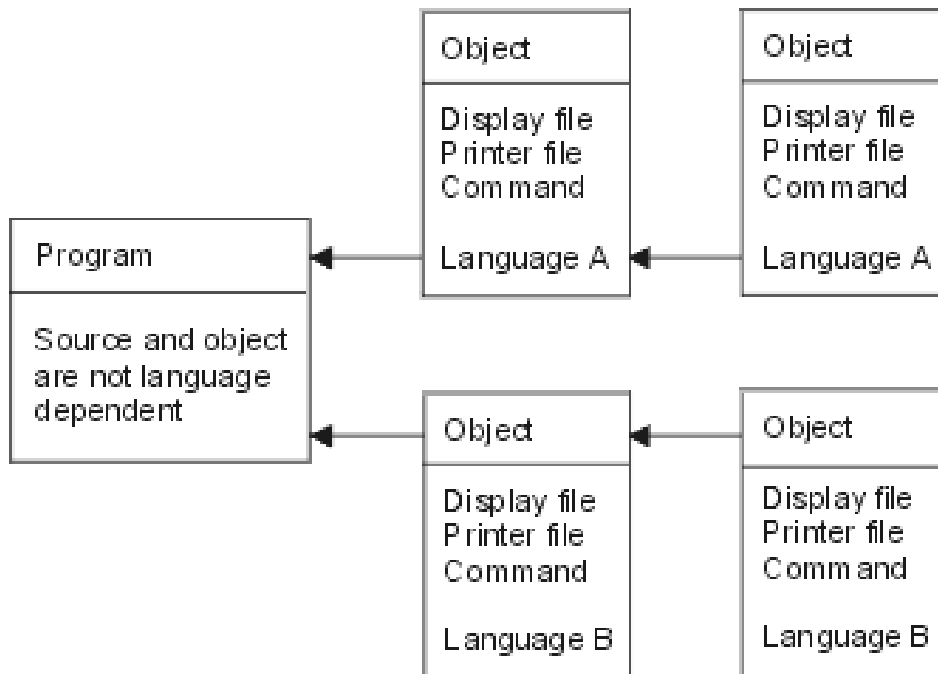 Object
Display file
Printer file
Command
Language A
Object
Display file
Printer file
Command
Language A
Program
Source and object
are not language
dependent
Object
Display file
Printer file
Command
Language B
Object
Display file
Printer file
Command
Language B